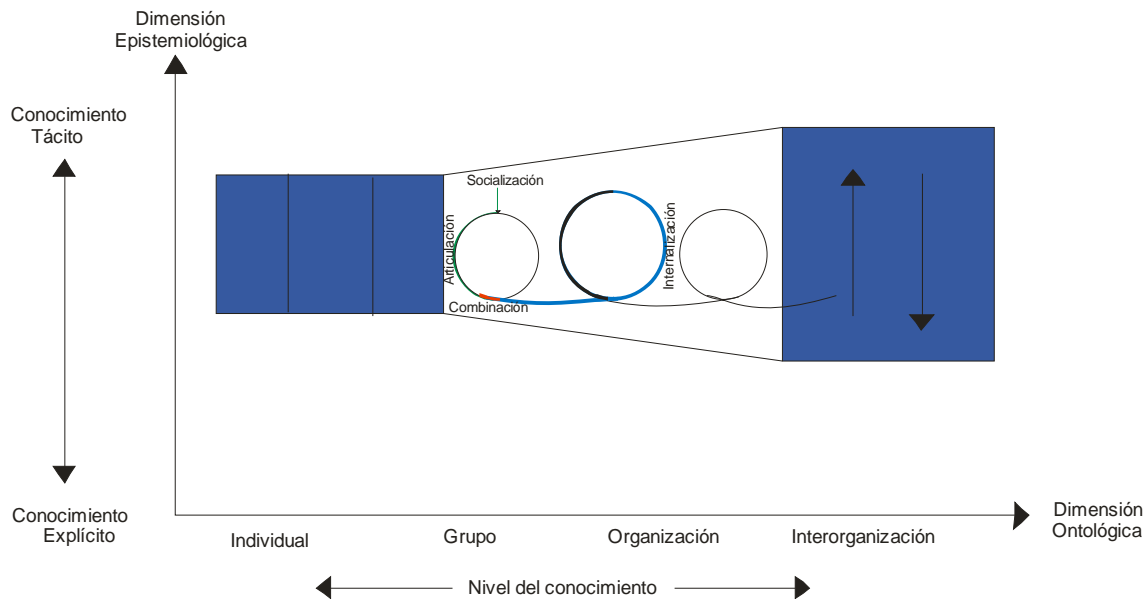 Dimensión
Epistemiológica
Conocimiento
Tácito
Socialización
Articulación
Internalización
Combinación
Conocimiento
Explícito
Dimensión
Ontológica
Individual
Grupo
Organización
Interorganización
Nivel del conocimiento